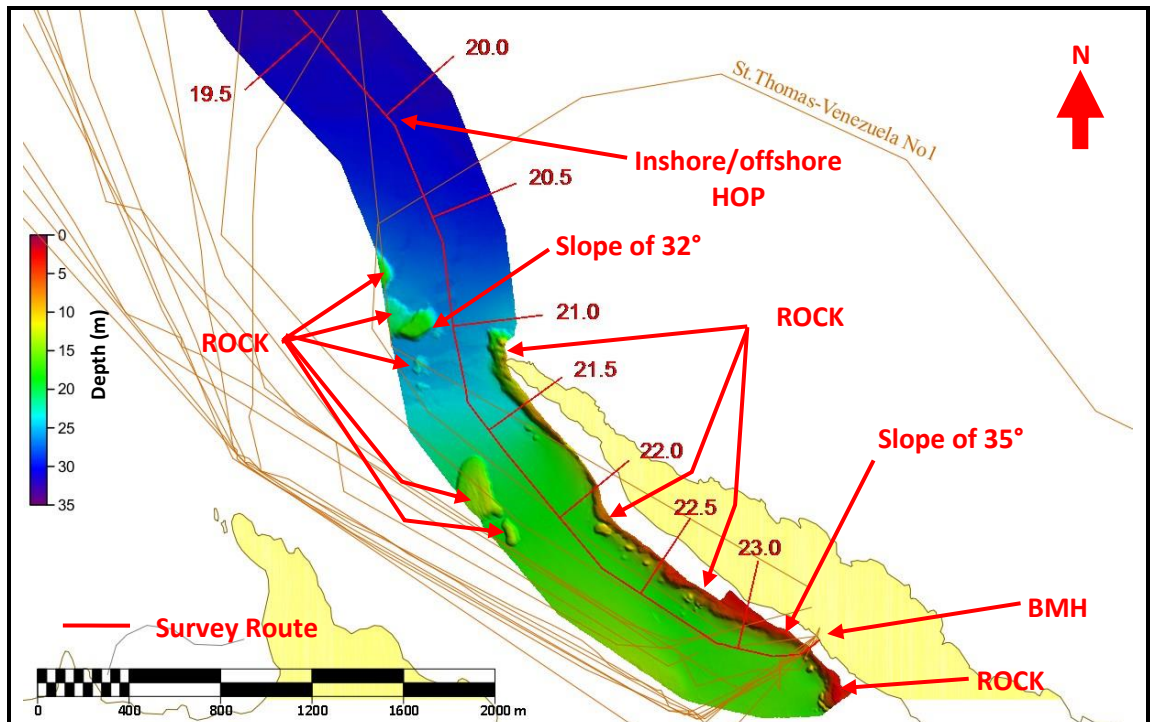 20.0
N
19.5
St.Thomas-Venezuela No1
Inshore/offshore
HOP
20.5
0
5
10
15
20
25
30
35
Depth (m)
Slope of 32°
21.0
ROCK
ROCK
21.5
Slope of 35°
22.0
22.5
23.0
BMH
Survey Route
ROCK
0 400 800 1200 1600 2000 m